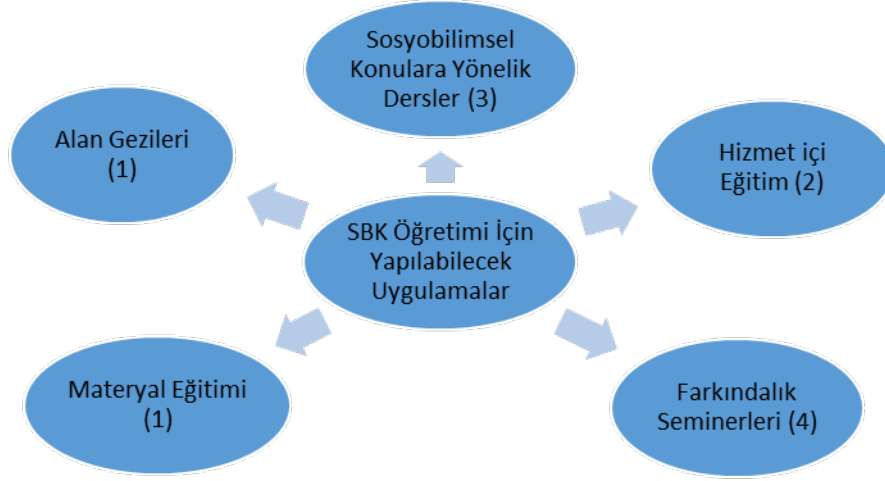 Sosyobilimsel
Konulara Yönelik
Dersler (3)
Alan Gezileri
(1)
Hizmet içi
Eğitim (2)
SBK Öğretimi İçin
Yapılabilecek
Uygulamalar
Materyal Eğitimi
(1)
Farkındalık
Seminerleri (4)